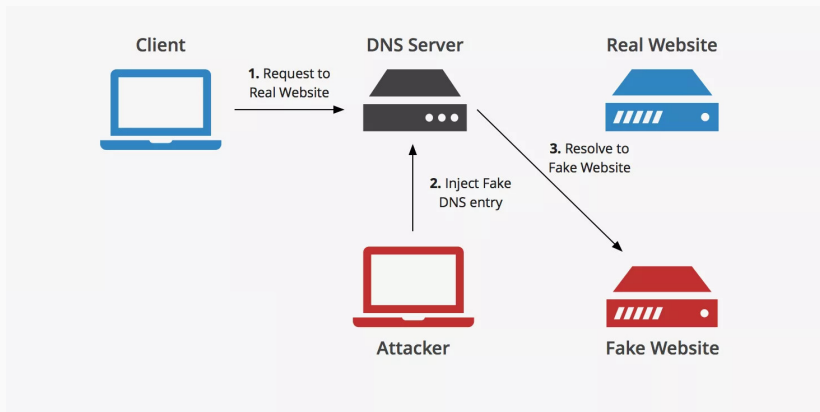 Client
DNS Server
Real Website
1. Request to
Real Website
3. Resolve to
Fake Website
2. Inject Fake
DNS entry
Attacker
Fake Website